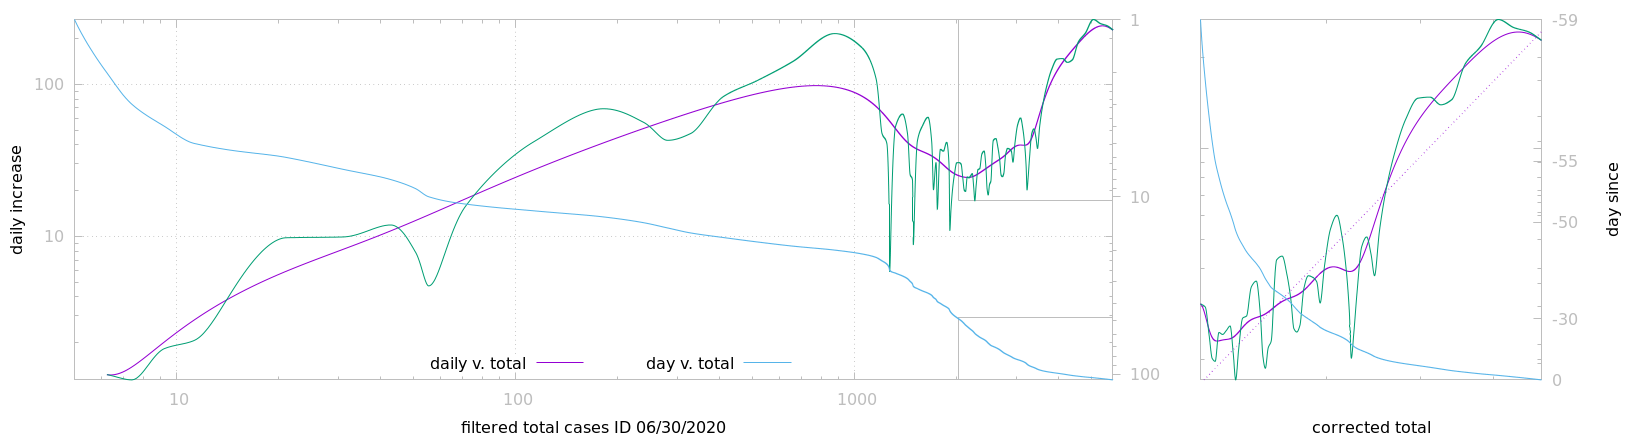 1
-59
100
daily increase
-55
day since
10
-50
10
-30
daily v. total
day v. total
100
0
10
100
1000
filtered total cases ID 06/30/2020
corrected total